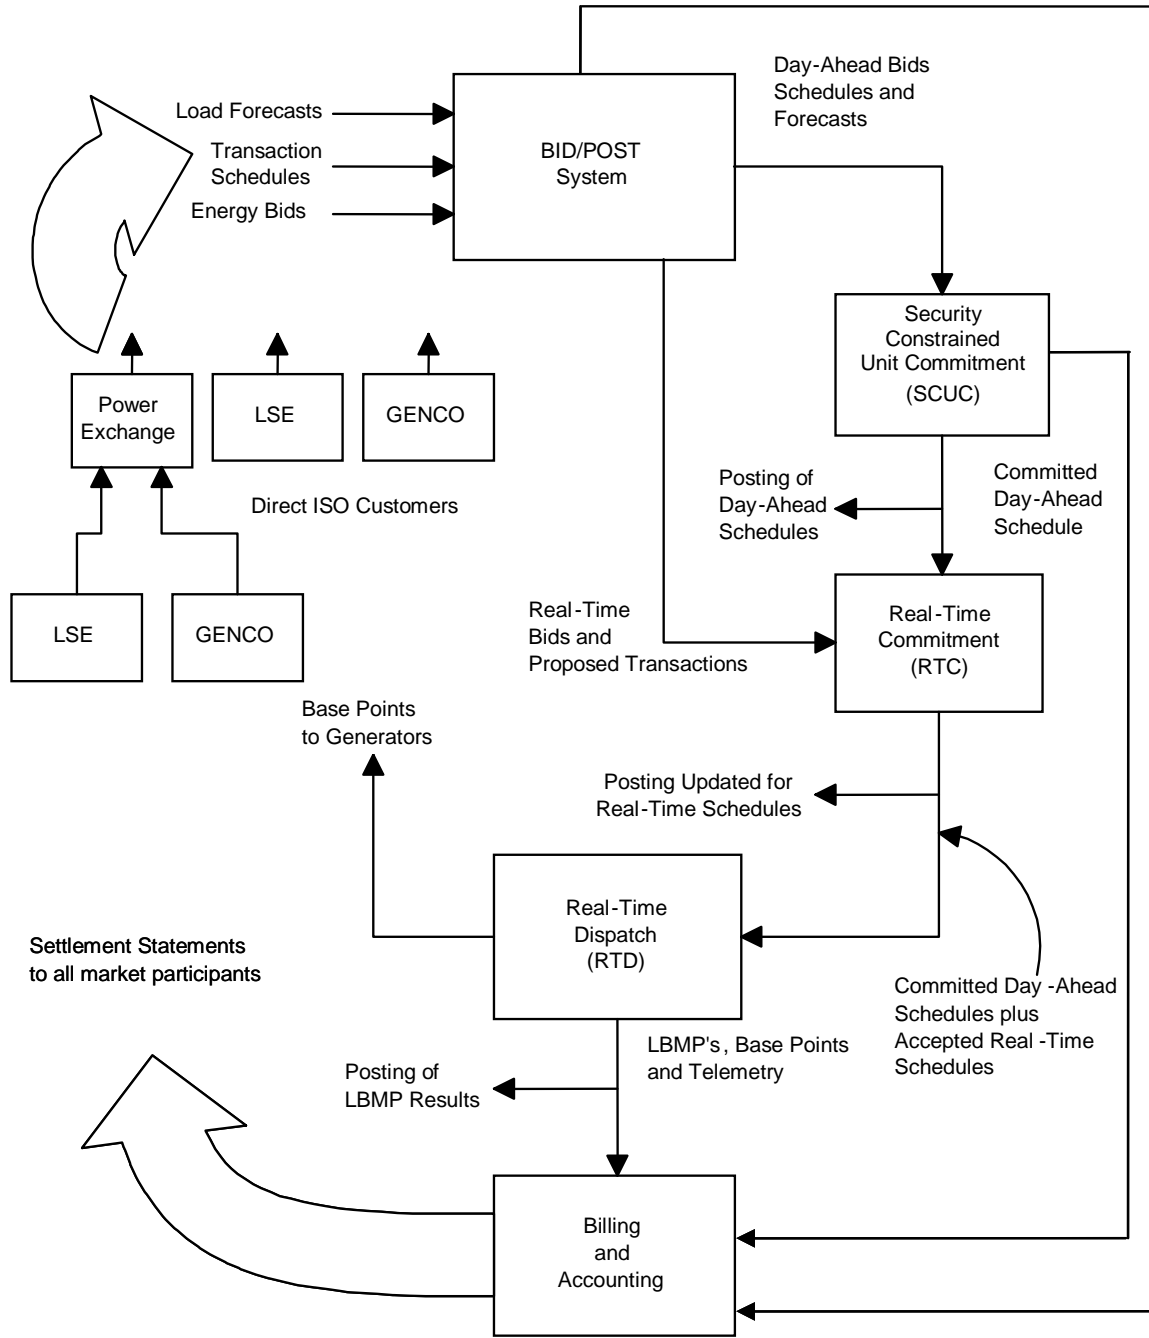 Day-Ahead Bids
Schedules and
Forecasts
Load Forecasts
Transaction
Schedules
Energy Bids
BID/POST
System
Security
Constrained
Unit Commitment
(SCUC)
Power
Exchange
LSE
GENCO
Direct ISO Customers
Posting of
Day-Ahead
Schedules
Committed
Day-Ahead
Schedule
LSE
GENCO
Real-Time
Bids and
Proposed Transactions
Real-Time
Commitment
(RTC)
Base Points
to Generators
Posting Updated for
Real-Time Schedules
Real-Time
Dispatch
(RTD)
Settlement Statements
to all market participants
Committed Day -Ahead
Schedules plus
Accepted Real -Time
Schedules
LBMP's, Base Points
and Telemetry
Posting of
LBMP Results
Billing
and
Accounting